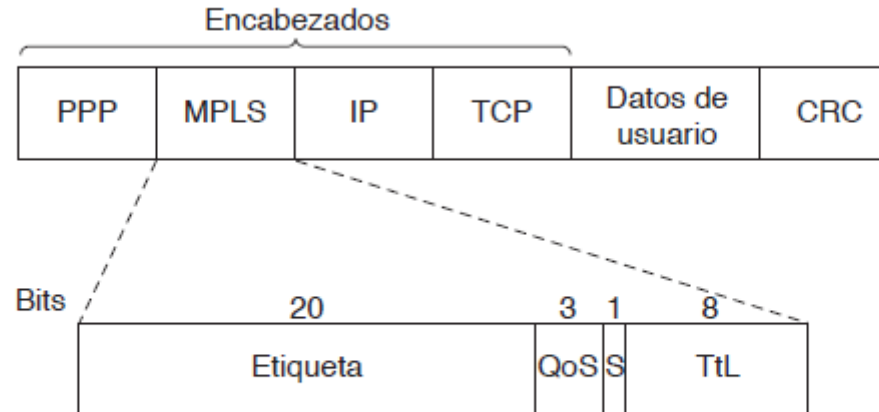 Encabezados
PPP MPLS IP TCP Datos de usuario CRC
Bits 20 3 1 8
Etiqueta QoS S TtL